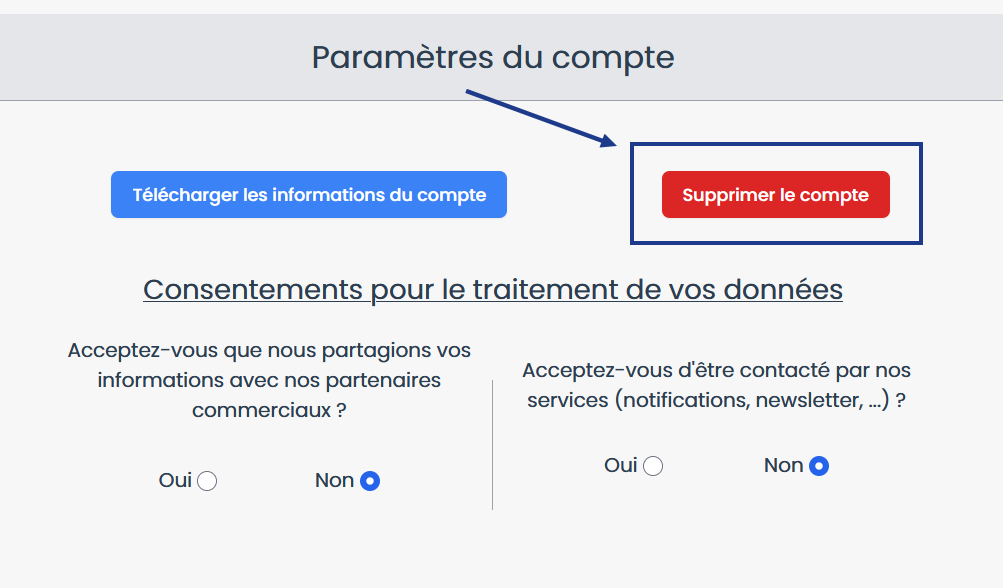 Paramètres du compte
Télécharger les informations du compte
Supprimer le compte
Consentements pour le traitement de vos données
Acceptez-vous que nous partagions vos
informations avec nos partenaires
commerciaux ?
Oui
Non
Acceptez-vous d'être contacté par nos
services (notifications, newsletter, ...) ?
Oui
Non